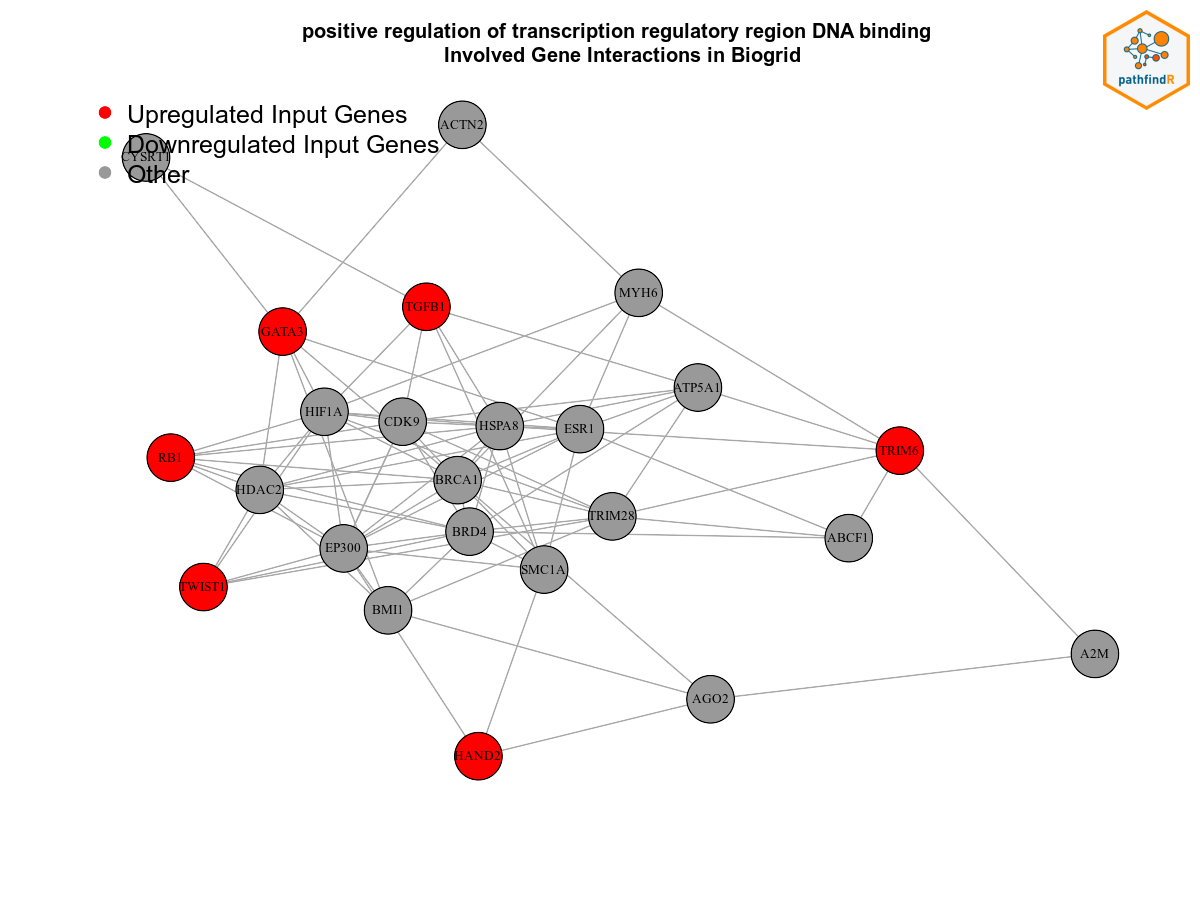 positive regulation of transcription regulatory region DNA binding
Involved Gene Interactions in Biogrid
pathfindR
Upregulated Input Genes
Downregulated Input Genes
Other
ACTN2
CYSRT1
MYH6
TGFB1
GATA3
ATP5A1
HIF1A
CDK9
HSPA8
ESR1
TRIM6
RB1
BRCA1
HDAC2
TRIM28
BRD4
ABCF1
EP300
SMC1A
TWIST1
BMI1
A2M
AGO2
HAND2